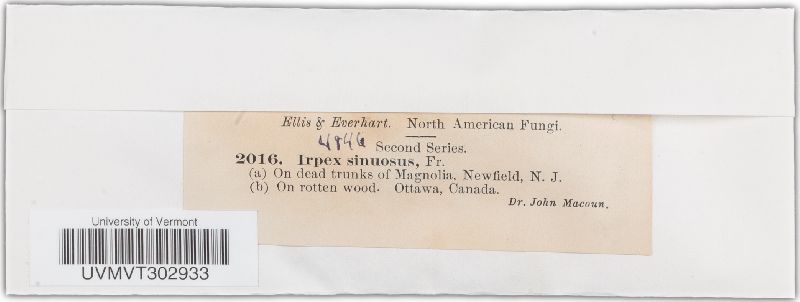 Ellis & Everhart. North American Fungi.
4846 Second Series.
2016. Irpex sinuosus, Fr.
(a) On dead trunks of Magnolia, Newfield, N. J.
(b) On rotten wood. Ottawa, Canada.
Dr. John Macoun.
University of Vermont
UVMVT302933